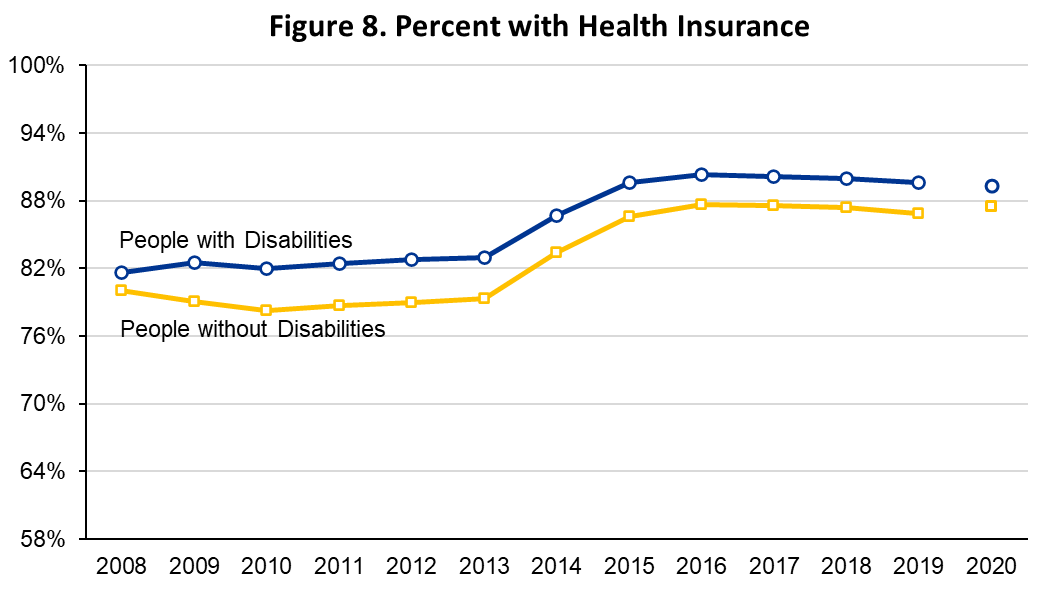 Figure 8. Percent with Health Insurance
100%
94%
88%
82%
76%
70%
64%
58%
People with Disabilities
People without Disabilities
2008 2009 2010 2011 2012 2013 2014 2015 2016 2017 2018 2019 2020